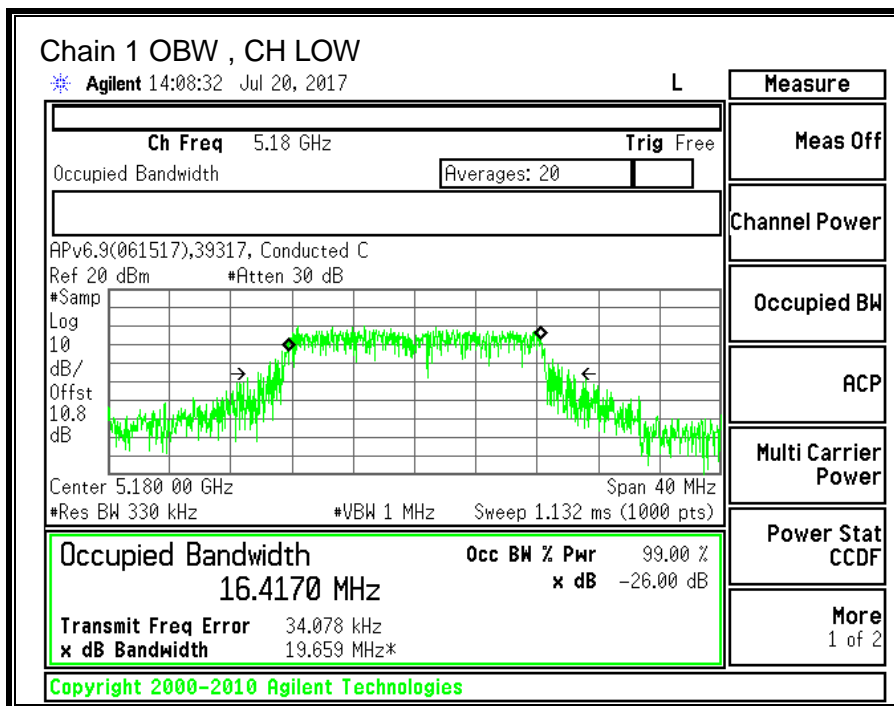 Chain 1 OBW , CH LOW
Agilent 14:08:32 Jul 20, 2017 L
Measure
Ch Freq 5.18 GHz Trig Free
Occupied Bandwidth Averages: 20
APv6.9(061517),39317, Conducted C
Ref 20 dBm #Atten 30 dB
#Samp
Log
10
dB/
Offst
10.8
dB
Center 5.180 00 GHz Span 40 MHz
#Res BW 330 kHz #VBW 1 MHz Sweep 1.132 ms (1000 pts)
Occupied Bandwidth Occ BW % Pwr 99.00 %
16.4170 MHz x dB -26.00 dB
Transmit Freq Error 34.078 kHz
x dB Bandwidth 19.659 MHz*
Copyright 2000-2010 Agilent Technologies
Meas Off
Channel Power
Occupied BW
ACP
Multi Carrier
Power
Power Stat
CCDF
More
1 of 2